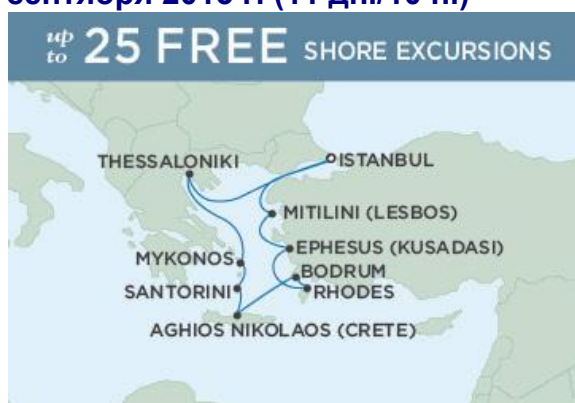 сентября
up to 25 FREE SHORE EXCURSIONS
THESSALONIKI
ISTANBUL
MITILINI (LESBOS)
EPHESUS (KUSADASI)
MYKONOS
BODRUM
SANTORINI
RHODES
AGHIOS NIKOLAOS (CRETE)